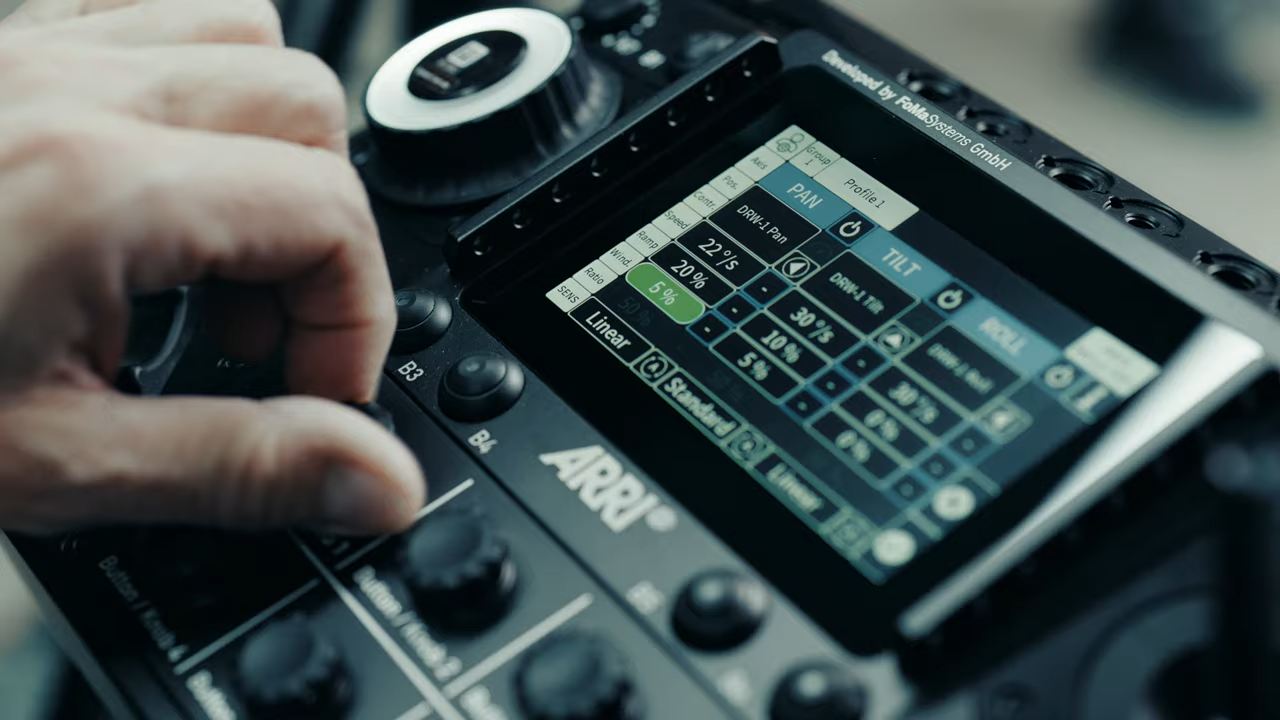 Developed by FoMaSystems GmbH
Group 1
Profile 1
Axis
PAN
TILT
ROLL
Pos.
DRW-1 Pan
DRW-1 Tilt
DRW-1 Roll
Contr.
Speed
22°/s
30°/s
30°/s
Ramp
20%
10%
0%
Wind.
5%
5%
0%
Ratio
50 %
SENS
Linear
Standard
Linear
B3
B4
ARRI
B5
Button / Knob 2
Button / Knob 4